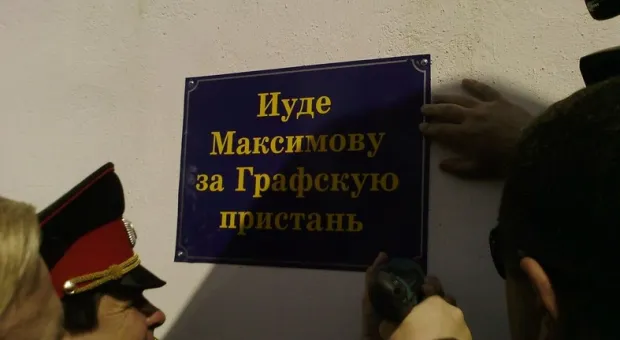 Иуде
Максимову
за Графскую
пристань